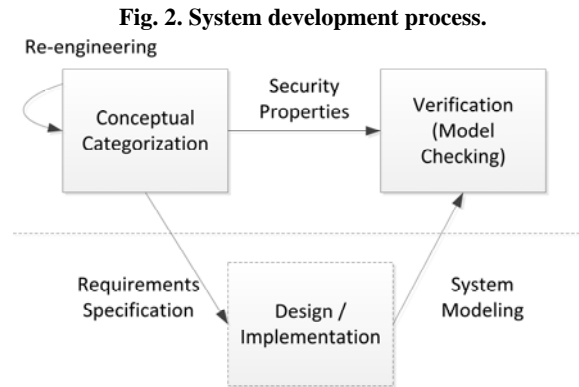 Fig. 2. System development process.
Re-engineering
Conceptual
Categorization
Security
Properties
Verification
(Model
Checking)
Requirements
Specification
Design /
Implementation
System
Modeling